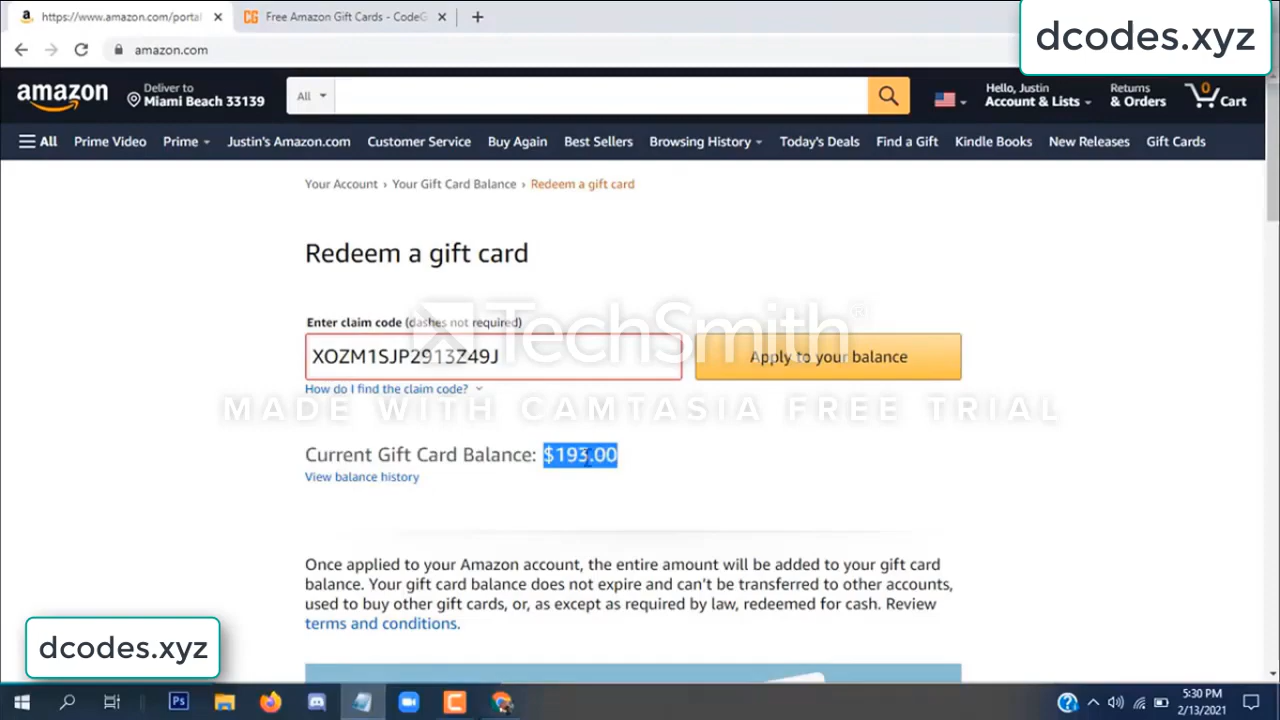 https://www.amazon.com/portal
Free Amazon Gift Cards - CodeG
dcodes.xyz
amazon.com
amazon
Deliver to
Miami Beach 33139
All
Hello, Justin
Account & Lists
Returns
& Orders
0
Cart
All
Prime Video
Prime
Justin's Amazon.com
Customer Service
Buy Again
Best Sellers
Browsing History
Today's Deals
Find a Gift
Kindle Books
New Releases
Gift Cards
Your Account › Your Gift Card Balance › Redeem a gift card
Redeem a gift card
Enter claim code (dashes not required)
XOZM1SJP2913Z49J
Apply to your balance
How do I find the claim code?
TechSmith®
MADE WITH CAMTASIA FREE TRIAL
Current Gift Card Balance: $193.00
View balance history
Once applied to your Amazon account, the entire amount will be added to your gift card
balance. Your gift card balance does not expire and can't be transferred to other accounts,
used to buy other gift cards, or, as except as required by law, redeemed for cash. Review
terms and conditions.
dcodes.xyz
Ps
5:30 PM
2/13/2021